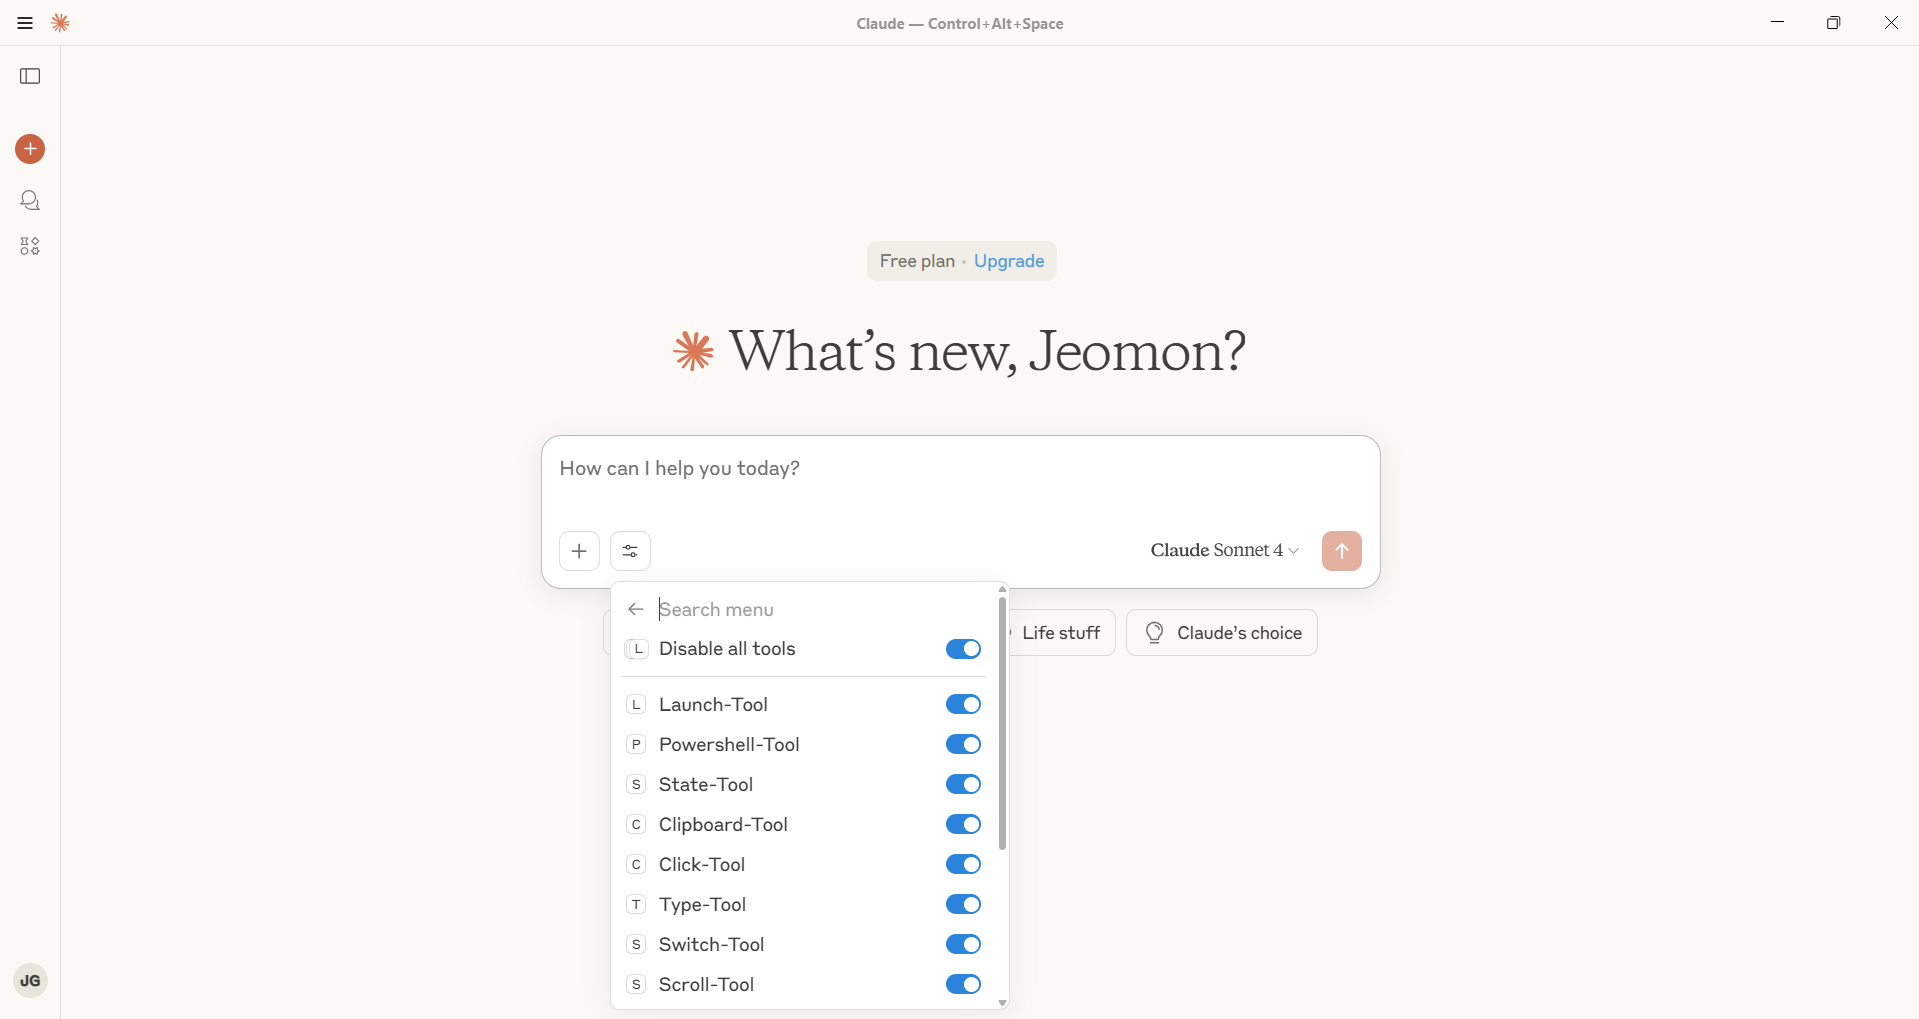 Claude — Control+Alt+Space
Free plan • Upgrade
What's new, Jeomon?
How can I help you today?
Claude Sonnet 4
Search menu
L Disable all tools
Life stuff
Claude's choice
L Launch-Tool
P Powershell-Tool
S State-Tool
C Clipboard-Tool
C Click-Tool
T Type-Tool
S Switch-Tool
S Scroll-Tool
JG